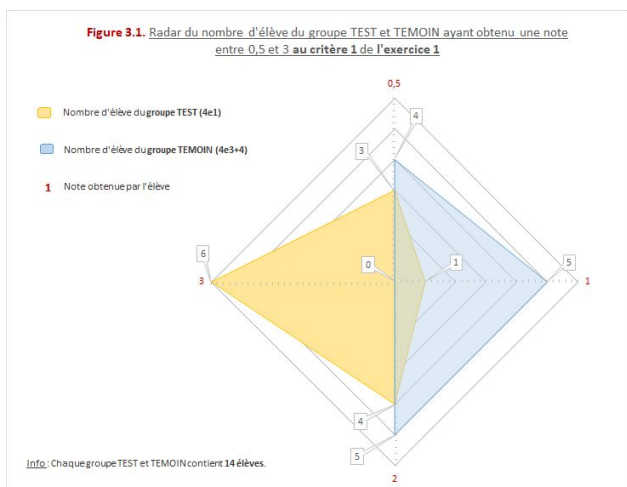 Figure 3.1. Radar du nombre d'élève du groupe TEST et TEMOIN ayant obtenu une note
entre 0,5 et 3 au critère 1 de l'exercice 1
0,5
Nombre d'élève du groupe TEST (4e1)
4
Nombre d'élève du groupe TEMOIN (4e3+4)
3
1 Note obtenue par l'élève
6
0
1
5
3
1
4
5
Info : Chaque groupe TEST et TEMOIN contient 14 élèves.
2